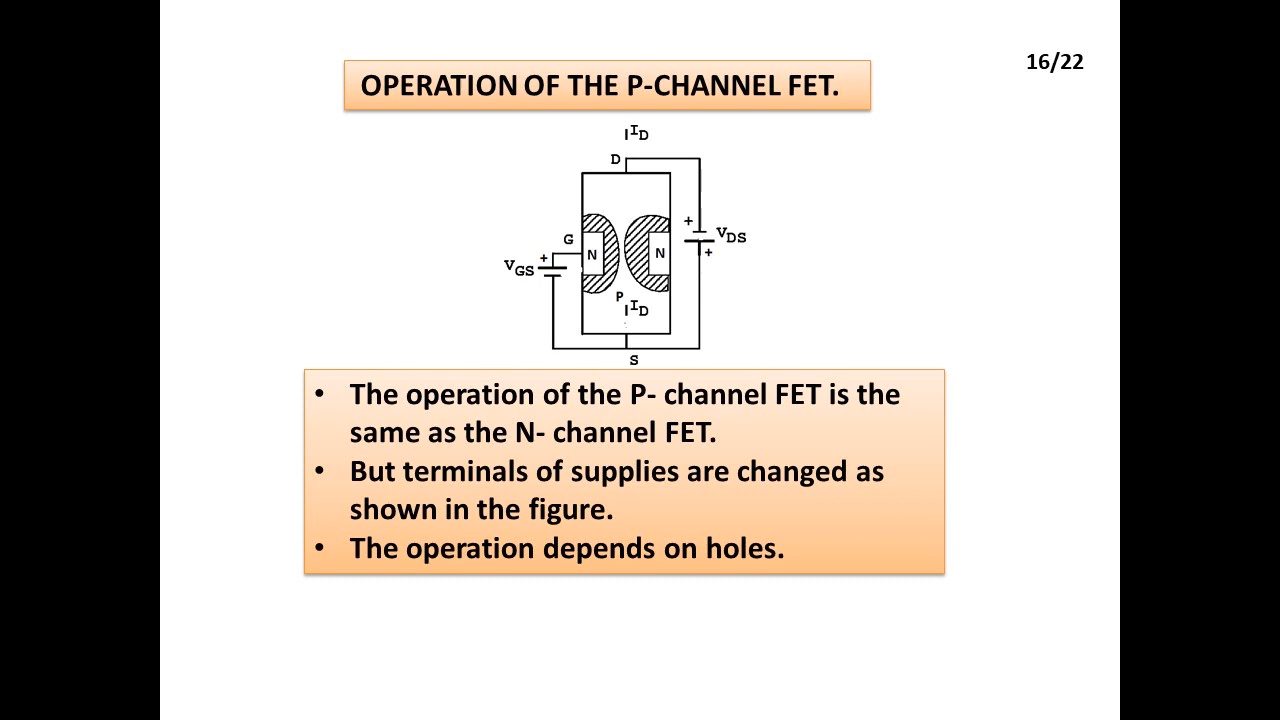 16/22
OPERATION OF THE P-CHANNEL FET.
ID
D
+
VDS
G
N
N
+
VGS
+
P
ID
S
• The operation of the P- channel FET is the
same as the N- channel FET.
• But terminals of supplies are changed as
shown in the figure.
• The operation depends on holes.